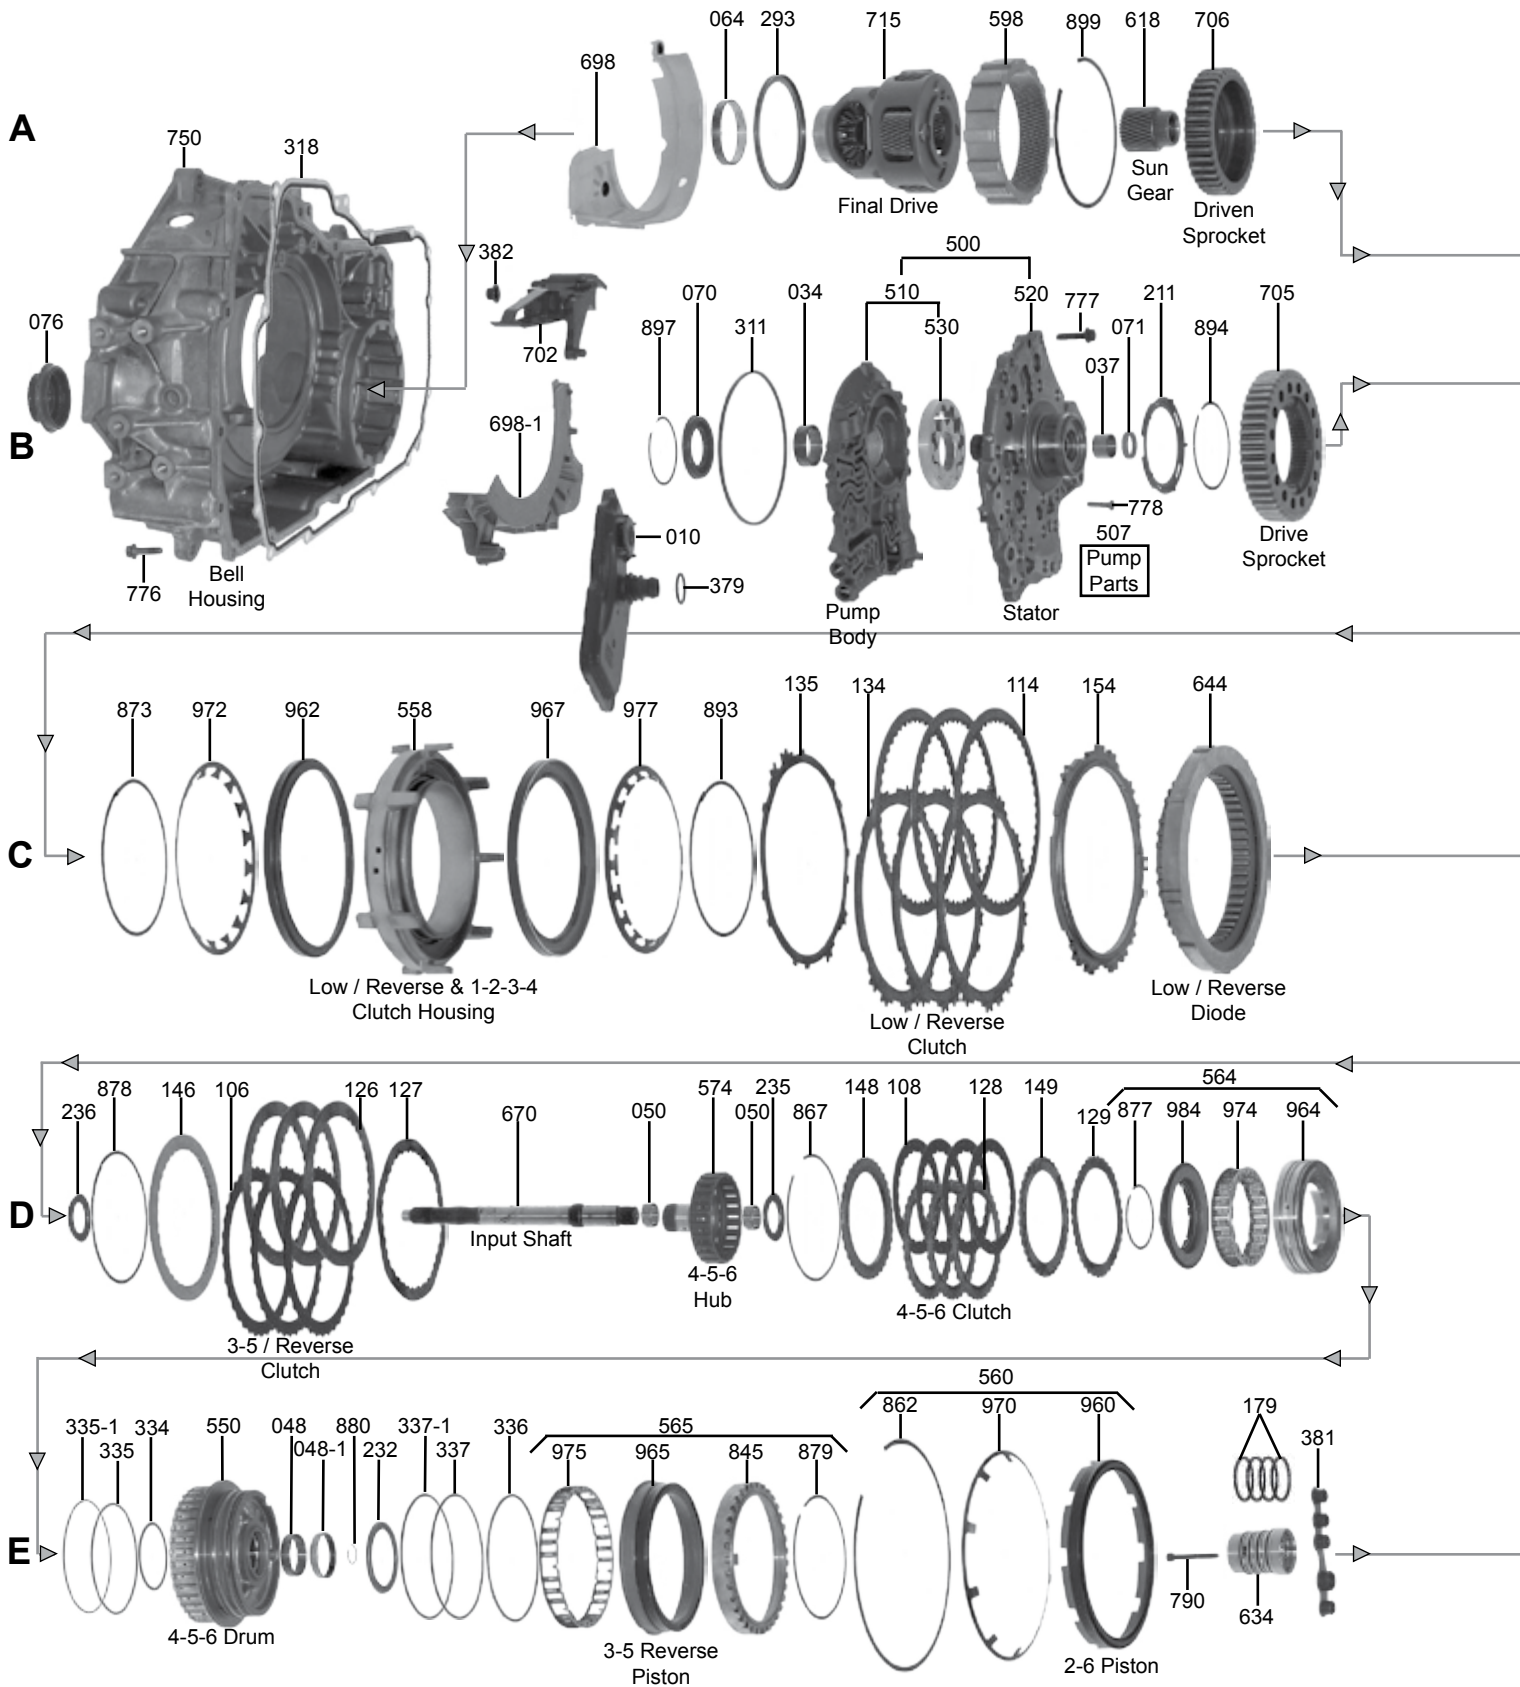 064 293 715 598 899 618 706
698
A
750
318
Sun
Gear
Final Drive
Driven
Sprocket
500
382
070 034 510 520 777 211 705
076
897 311 530 071 894
702
037
698-1
B
778
010
507
Pump
Parts
Drive
Sprocket
379
776
Bell
Housing
Pump
Body
Stator
135 134 114 154 644
873 972 962 558 967 977 893
C
Low / Reverse & 1-2-3-4
Clutch Housing
Low / Reverse
Diode
Low / Reverse
Clutch
564
236 878 146 106 126 127 670 050 574 235 050 867 148 108 128 149 129 877 984 974 964
D
Input Shaft
4-5-6
Hub
4-5-6 Clutch
3-5 / Reverse
Clutch
560
335-1 334 550 048 880 337-1 336 565 862 970 960 179 381
335 048-1 232 337 975 965 845 879
E
790
634
4-5-6 Drum
3-5 Reverse
Piston
2-6 Piston